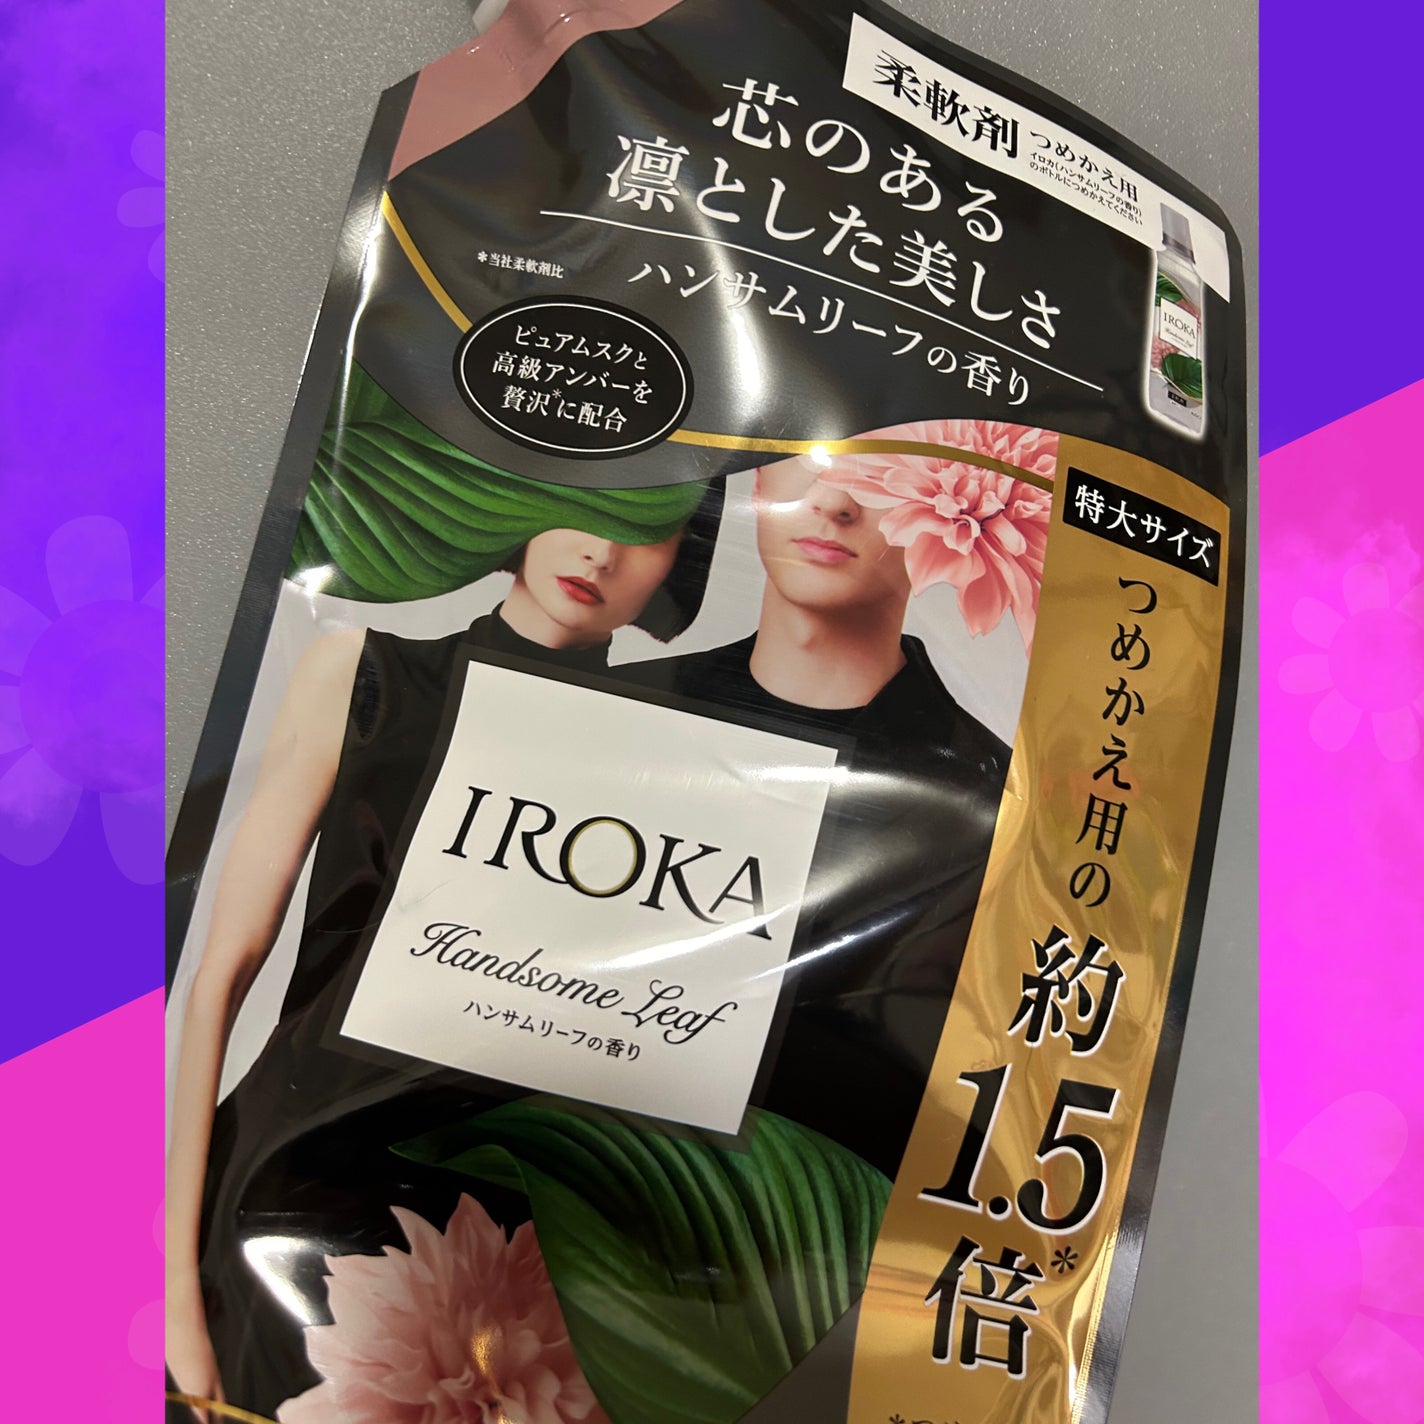 柔軟剤 つめかえ用
イロカ(ハンサムリーフの香り)
のボトルにつめかえてください
芯のある
凛とした美しさ
*当社柔軟剤比
ハンサムリーフの香り
ピュアムスクと
高級アンバーを
贅沢*に配合
IROKA
特大サイズ
つめかえ用の
約
1.5
倍*
IROKA
Handsome Leaf
ハンサムリーフの香り